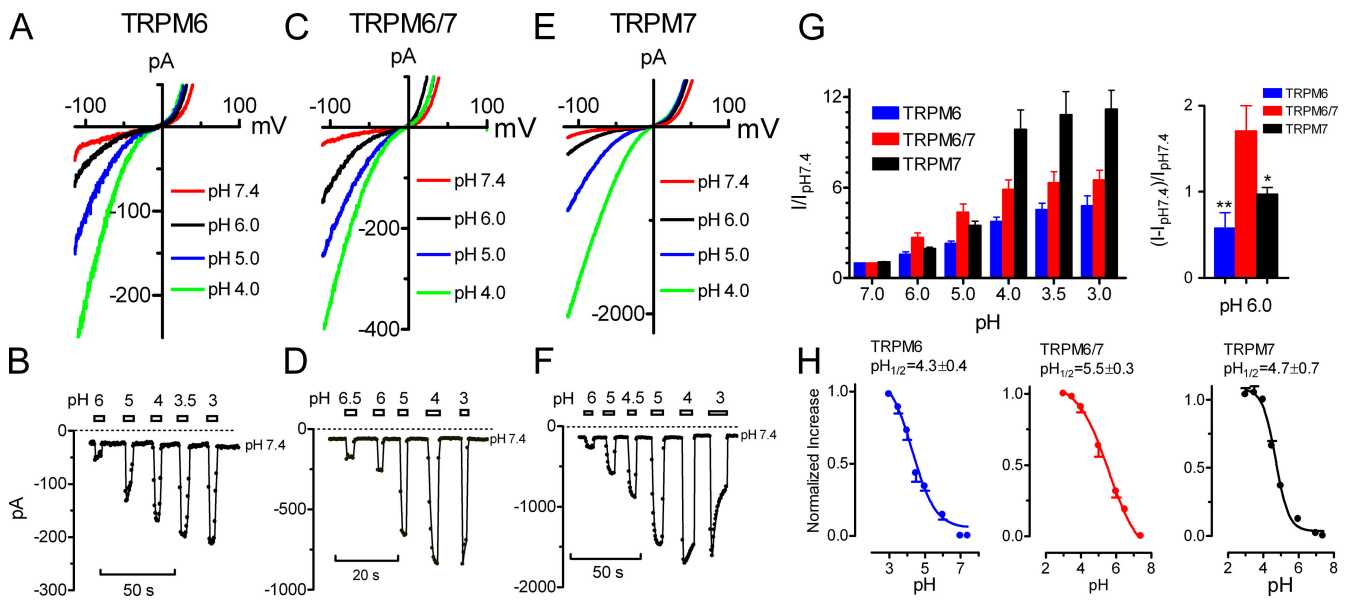 A
TRPM6
pA
-100
100
mV
pH 7.4
pH 6.0
pH 5.0
pH 4.0
-100
-200
C
TRPM6/7
pA
-100
100
mV
pH 7.4
pH 6.0
pH 5.0
pH 4.0
-200
-400
E
TRPM7
pA
-100
100
mV
pH 7.4
pH 6.0
pH 5.0
pH 4.0
-2000
G
I/IpH7.4
12
6
0
TRPM6
TRPM6/7
TRPM7
7.0 6.0 5.0 4.0 3.5 3.0
pH
(I-IpH7.4)/IpH7.4
2
1
0
TRPM6
TRPM6/7
TRPM7
**
*
pH 6.0
B
pH 6 5 4 3.5 3
pH 7.4
pA
0
-100
-200
-300
50 s
D
pH 6.5 6 5 4 3
pH 7.4
0
-500
-1000
20 s
F
pH 6 5 4.5 5 4 3
pH 7.4
0
-1000
-2000
50 s
H
Normalized Increase
TRPM6
pH1/2=4.3±0.4
1.0
0.5
0.0
3 5 7
pH
TRPM6/7
pH1/2=5.5±0.3
1.0
0.5
0.0
2 4 6 8
pH
TRPM7
pH1/2=4.7±0.7
1.0
0.5
0.0
2 4 6 8
pH